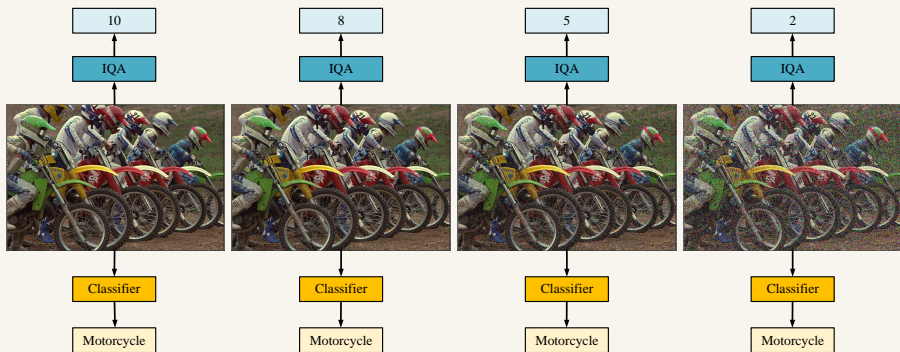 10 8 5 2
IQA IQA IQA IQA
Classifier Classifier Classifier Classifier
Motorcycle Motorcycle Motorcycle Motorcycle